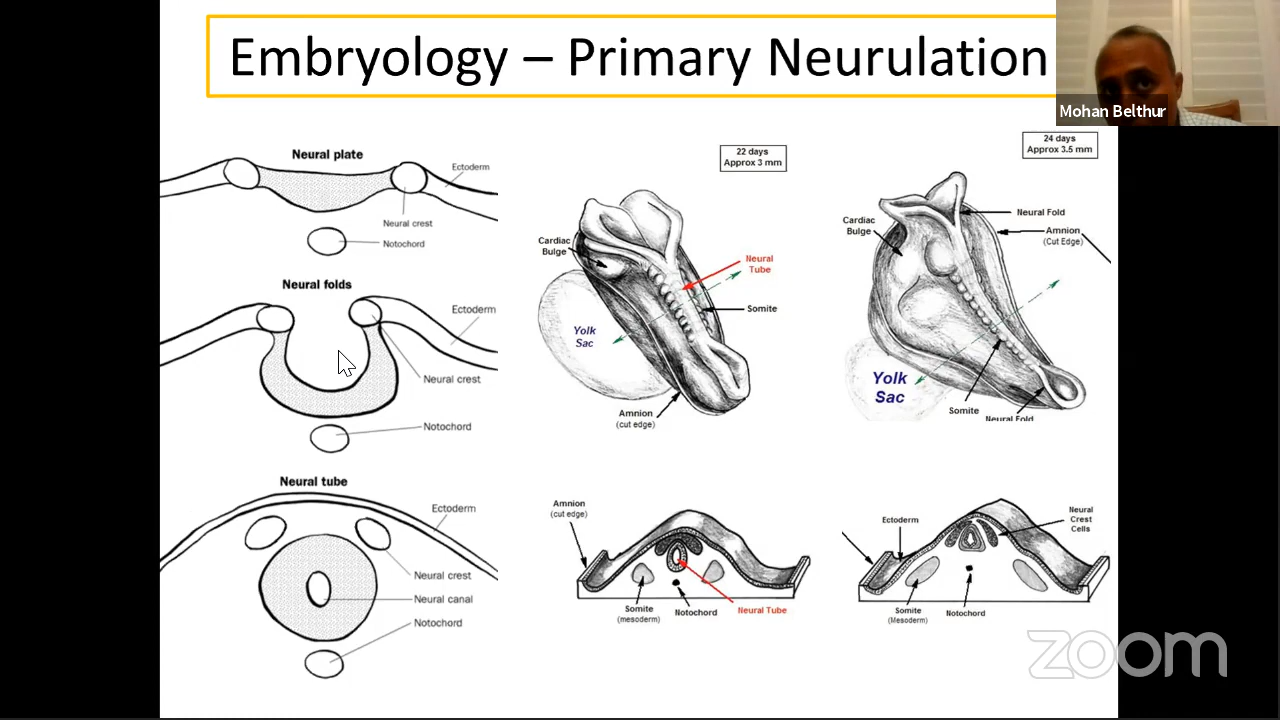 Embryology – Primary Neurulation
Mohan Belthur
Neural plate
Ectoderm
Neural crest
Notochord
Neural folds
Ectoderm
Neural crest
Notochord
Neural tube
Ectoderm
Neural crest
Neural canal
Notochord
22 days
Approx 3 mm
Cardiac
Bulge
Neural
Tube
Somite
Yolk
Sac
Amnion
(cut edge)
24 days
Approx 3.5 mm
Cardiac
Bulge
Neural Fold
Amnion
(Cut Edge)
Yolk
Sac
Somite
Neural Fold
Amnion
(cut edge)
Somite
(mesoderm)
Notochord
Neural Tube
Ectoderm
Neural
Crest
Cells
Somite
(Mesoderm)
Notochord
zoom